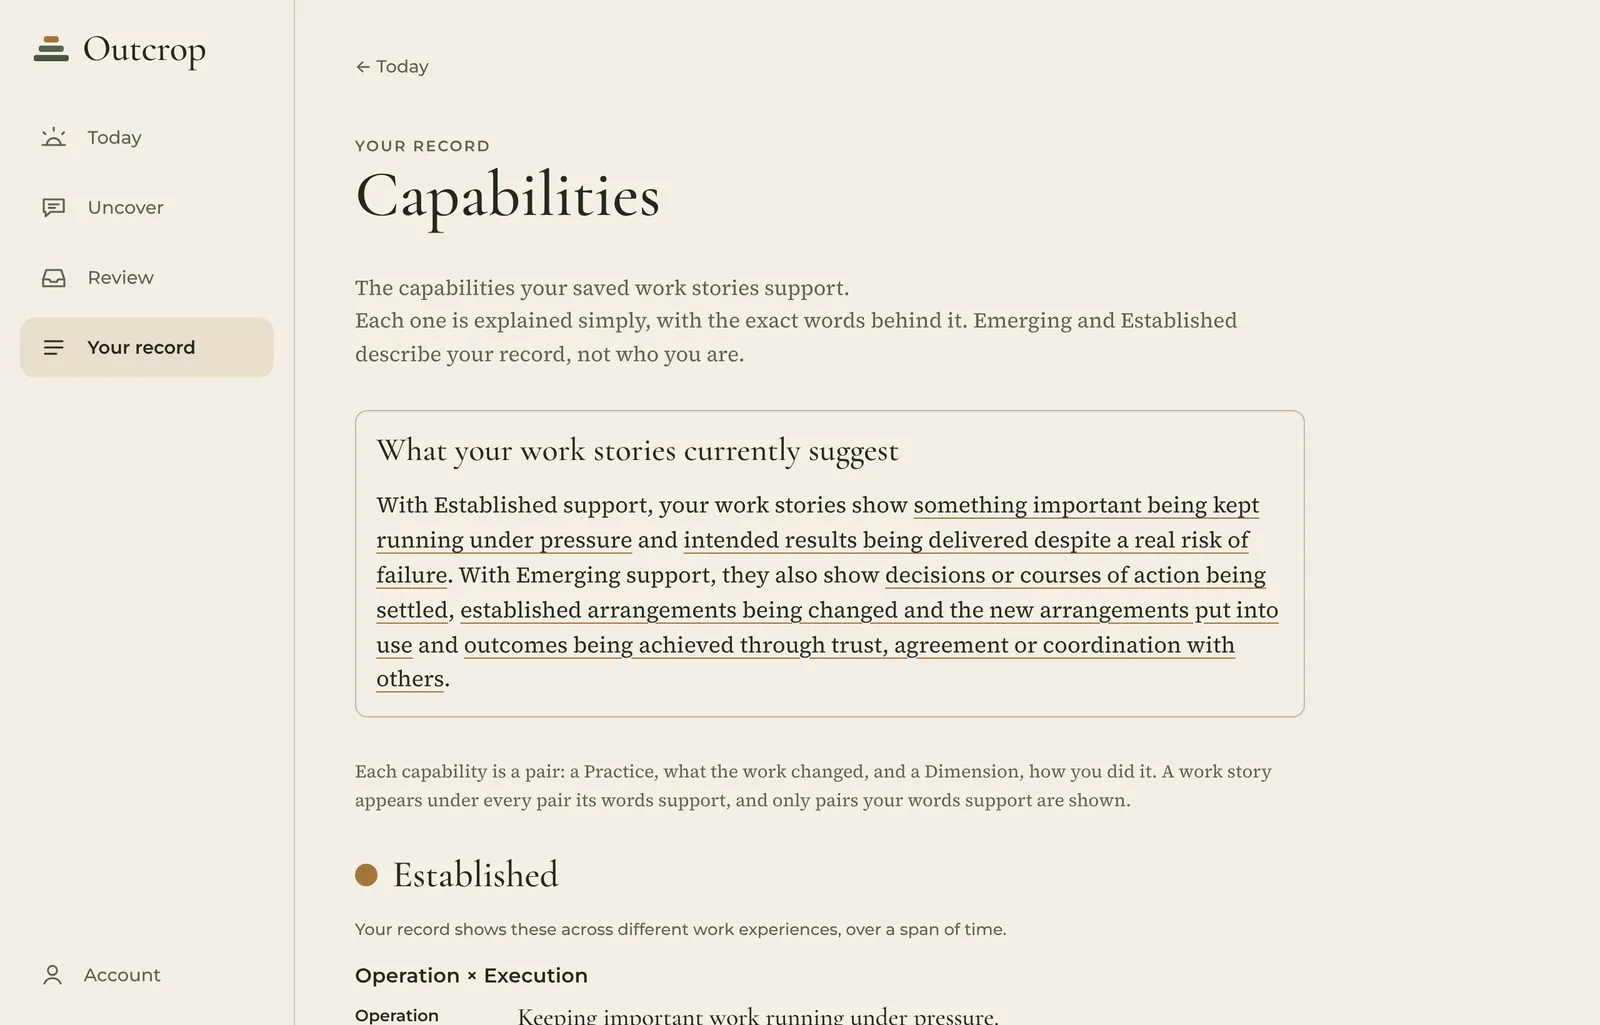 Outcrop
Today
Uncover
Review
Your record
Account
← Today
YOUR RECORD
Capabilities
The capabilities your saved work stories support.
Each one is explained simply, with the exact words behind it. Emerging and Established
describe your record, not who you are.
What your work stories currently suggest
With Established support, your work stories show something important being kept
running under pressure and intended results being delivered despite a real risk of
failure. With Emerging support, they also show decisions or courses of action being
settled, established arrangements being changed and the new arrangements put into
use and outcomes being achieved through trust, agreement or coordination with
others.
Each capability is a pair: a Practice, what the work changed, and a Dimension, how you did it. A work story
appears under every pair its words support, and only pairs your words support are shown.
Established
Your record shows these across different work experiences, over a span of time.
Operation × Execution
Operation
Keeping important work running under pressure.